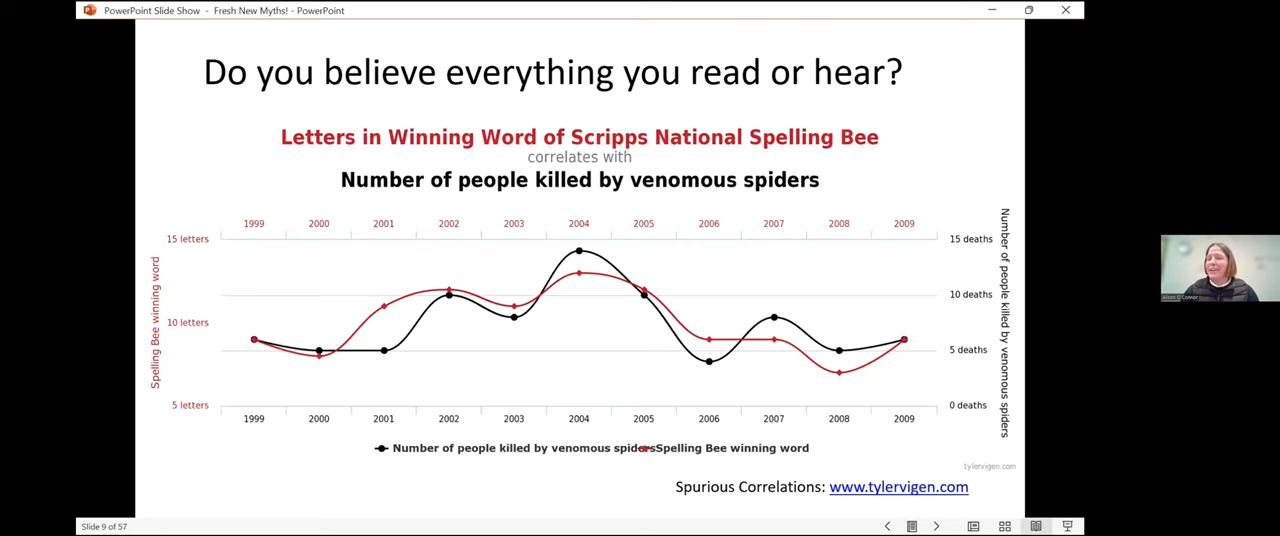 PowerPoint Slide Show - Fresh New Myths! - PowerPoint
Do you believe everything you read or hear?
Letters in Winning Word of Scripps National Spelling Bee
correlates with
Number of people killed by venomous spiders
1999 2000 2001 2002 2003 2004 2005 2006 2007 2008 2009
15 letters
10 letters
5 letters
Spelling Bee winning word
15 deaths
10 deaths
5 deaths
0 deaths
Number of people killed by venomous spiders
1999 2000 2001 2002 2003 2004 2005 2006 2007 2008 2009
Number of people killed by venomous spiders Spelling Bee winning word
tylervigen.com
Spurious Correlations: www.tylervigen.com
Alison O Connor
Slide 9 of 57